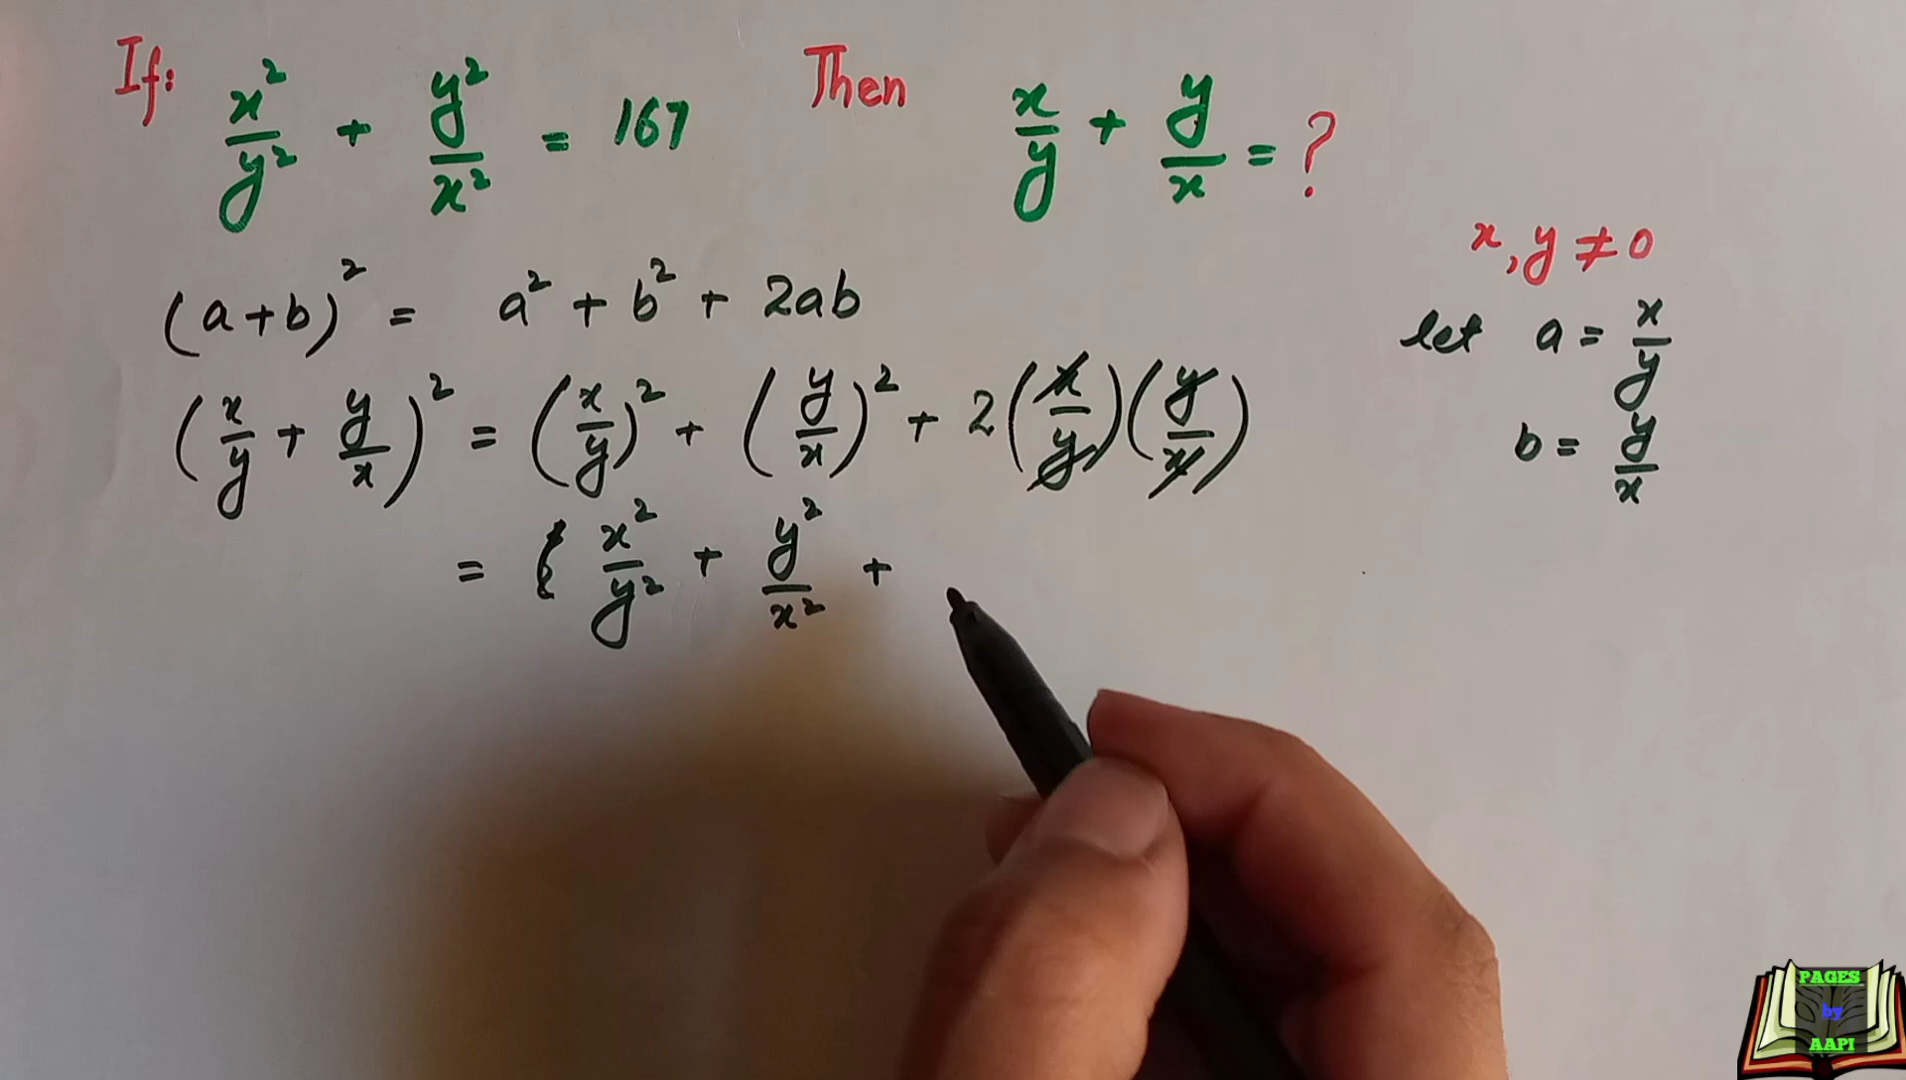 If: x²/y² + y²/x² = 167 Then x/y + y/x = ?
x, y ≠ 0
(a+b)² = a² + b² + 2ab
let a = x/y
(x/y + y/x)² = (x/y)² + (y/x)² + 2(x/y)(y/x)
b = y/x
= x²/y² + y²/x² +
PAGES
by
AAPI